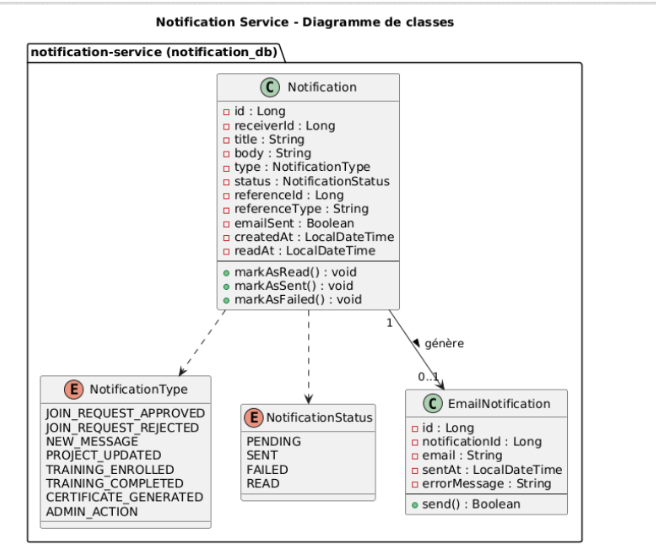 Notification Service - Diagramme de classes
notification-service (notification_db)
C Notification
id : Long
receiverId : Long
title : String
body : String
type : NotificationType
status : NotificationStatus
referenceId : Long
referenceType : String
emailSent : Boolean
createdAt : LocalDateTime
readAt : LocalDateTime
markAsRead() : void
markAsSent() : void
markAsFailed() : void
1
génère
0..1
E NotificationType
JOIN_REQUEST_APPROVED
JOIN_REQUEST_REJECTED
NEW_MESSAGE
PROJECT_UPDATED
TRAINING_ENROLLED
TRAINING_COMPLETED
CERTIFICATE_GENERATED
ADMIN_ACTION
E NotificationStatus
PENDING
SENT
FAILED
READ
C EmailNotification
id : Long
notificationId : Long
email : String
sentAt : LocalDateTime
errorMessage : String
send() : Boolean